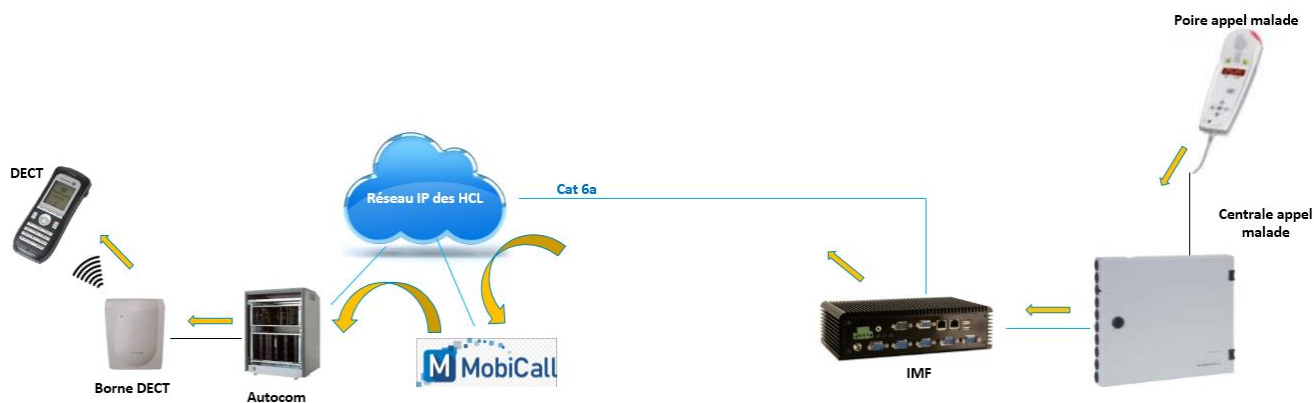 Poire appel malade
DECT
Réseau IP des HCL
Cat 6a
Centrale appel
malade
M MobiCall
IMF
Borne DECT
Autocom